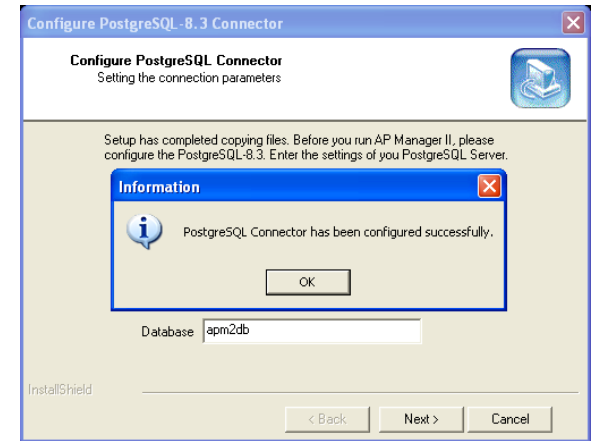 Configure PostgreSQL-8.3 Connector
Configure PostgreSQL Connector
Setting the connection parameters
Setup has completed copying files. Before you run AP Manager II, please
configure the PostgreSQL-8.3. Enter the settings of you PostgreSQL Server.
Information
PostgreSQL Connector has been configured successfully.
OK
Database apm2db
InstallShield
< Back Next > Cancel